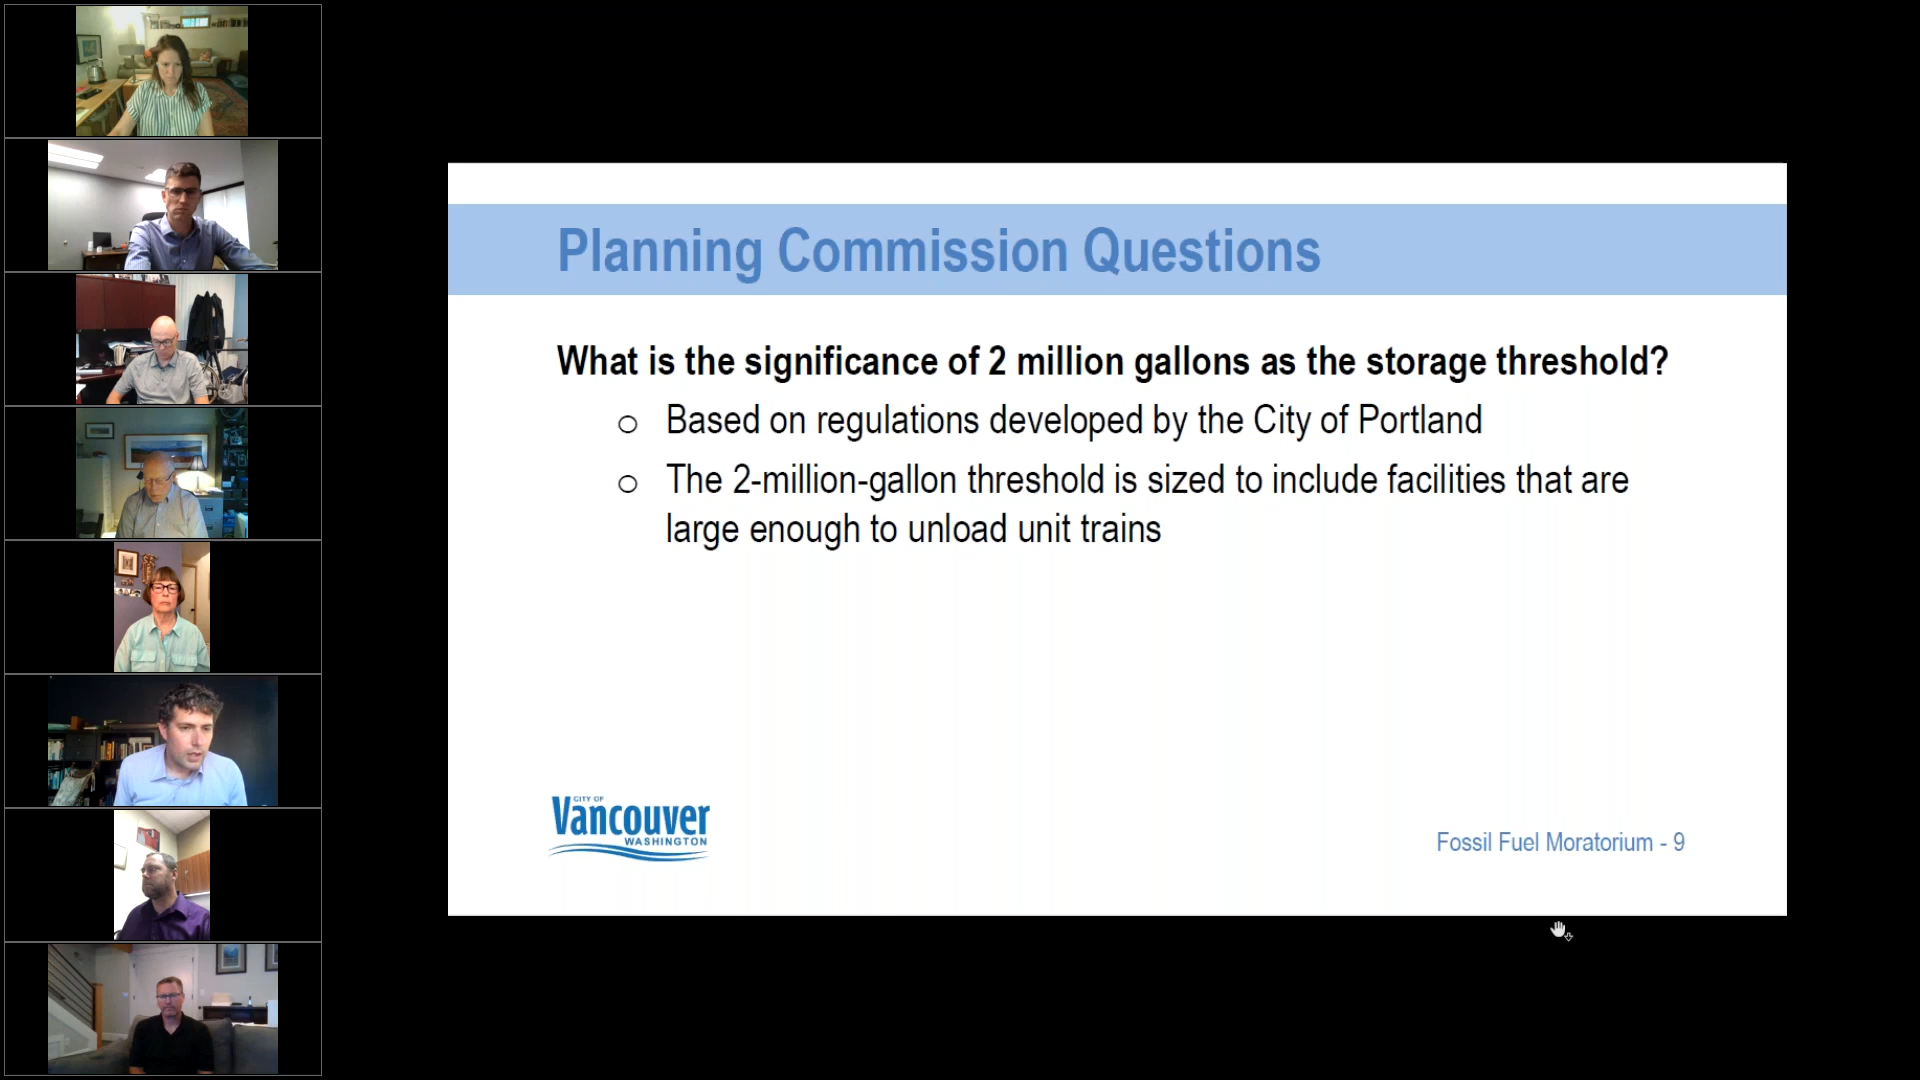 Planning Commission Questions
What is the significance of 2 million gallons as the storage threshold?
o Based on regulations developed by the City of Portland
o The 2-million-gallon threshold is sized to include facilities that are
large enough to unload unit trains
CITY OF
Vancouver
WASHINGTON
Fossil Fuel Moratorium - 9